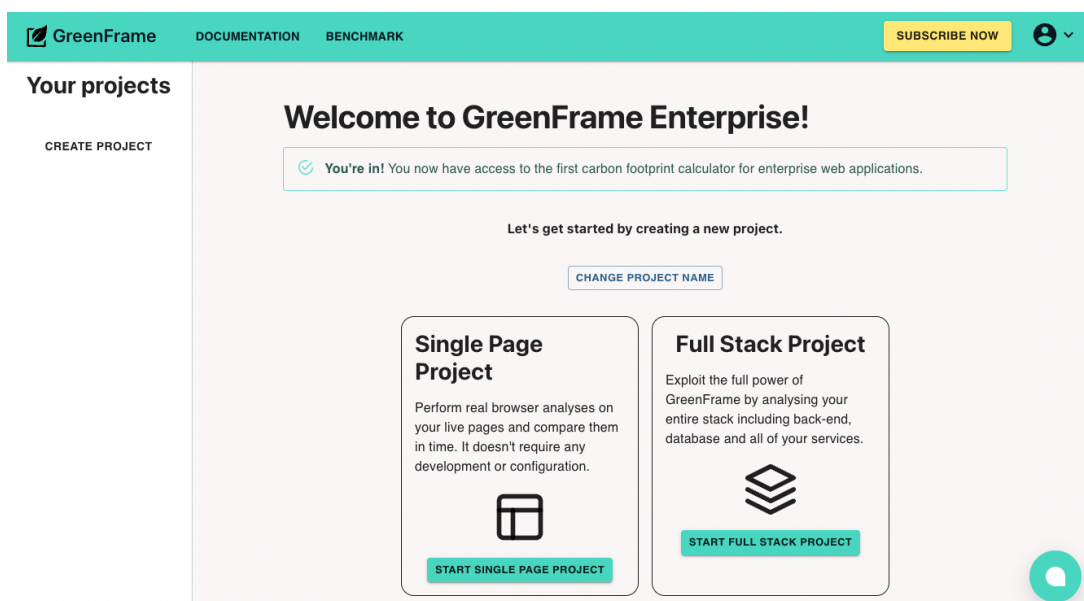 GreenFrame
DOCUMENTATION
BENCHMARK
SUBSCRIBE NOW
Your projects
CREATE PROJECT
Welcome to GreenFrame Enterprise!
You're in! You now have access to the first carbon footprint calculator for enterprise web applications.
Let's get started by creating a new project.
CHANGE PROJECT NAME
Single Page
Project
Perform real browser analyses on
your live pages and compare them
in time. It doesn't require any
development or configuration.
START SINGLE PAGE PROJECT
Full Stack Project
Exploit the full power of
GreenFrame by analysing your
entire stack including back-end,
database and all of your services.
START FULL STACK PROJECT